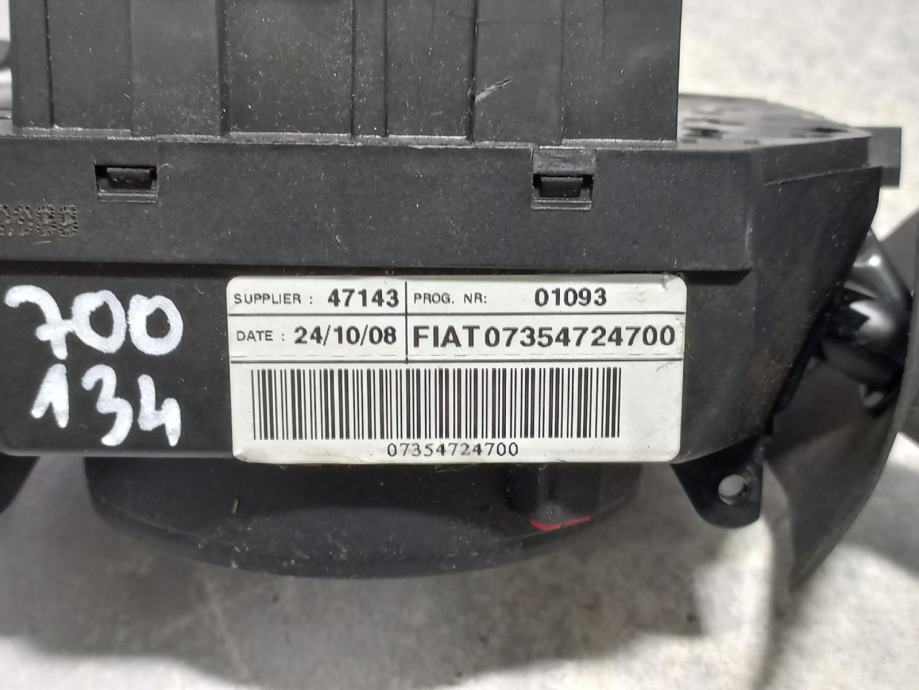 700
134
SUPPLIER : 47143 PROG. NR: 01093
DATE : 24/10/08 FIAT 07354724700
07354724700